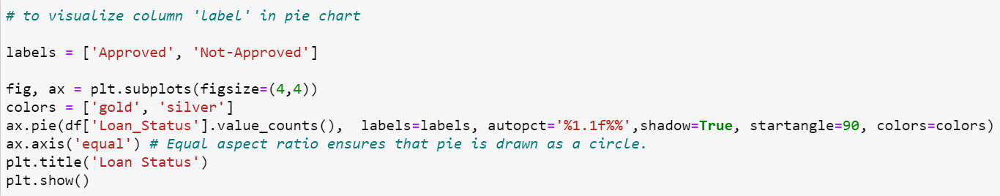 # to visualize column 'label' in pie chart
labels = ['Approved', 'Not-Approved']
fig, ax = plt.subplots(figsize=(4,4))
colors = ['gold', 'silver']
ax.pie(df['Loan_Status'].value_counts(),  labels=labels, autopct='%1.1f%%',shadow=True, startangle=90, colors=colors)
ax.axis('equal') # Equal aspect ratio ensures that pie is drawn as a circle.
plt.title('Loan Status')
plt.show()